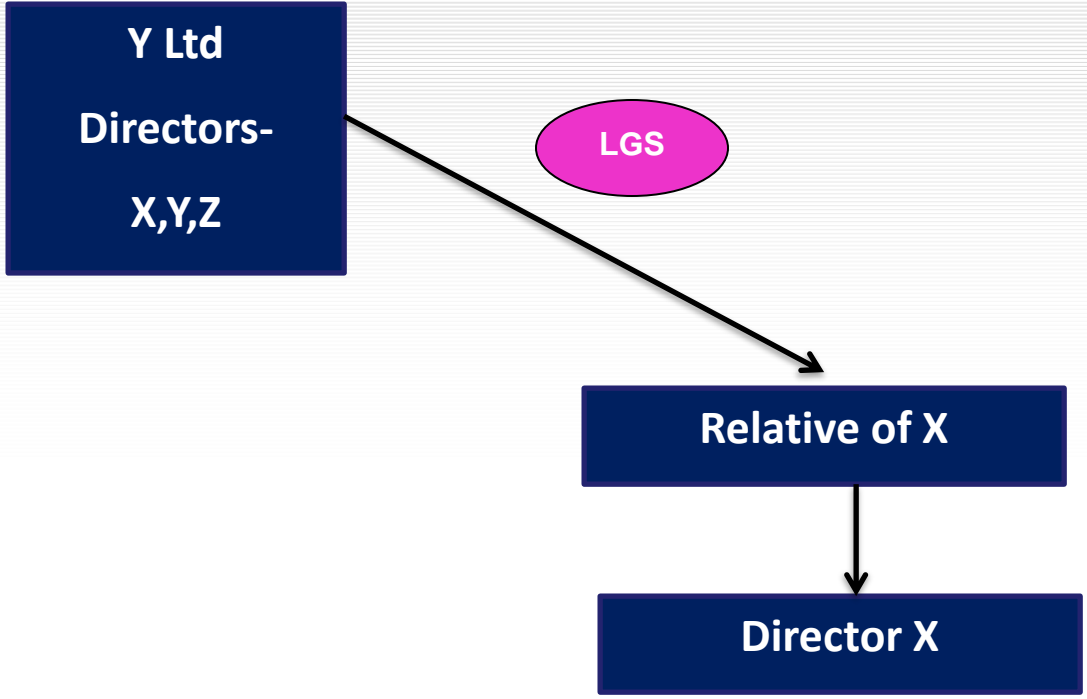 Y Ltd
Directors-
X,Y,Z
LGS
Relative of X
Director X